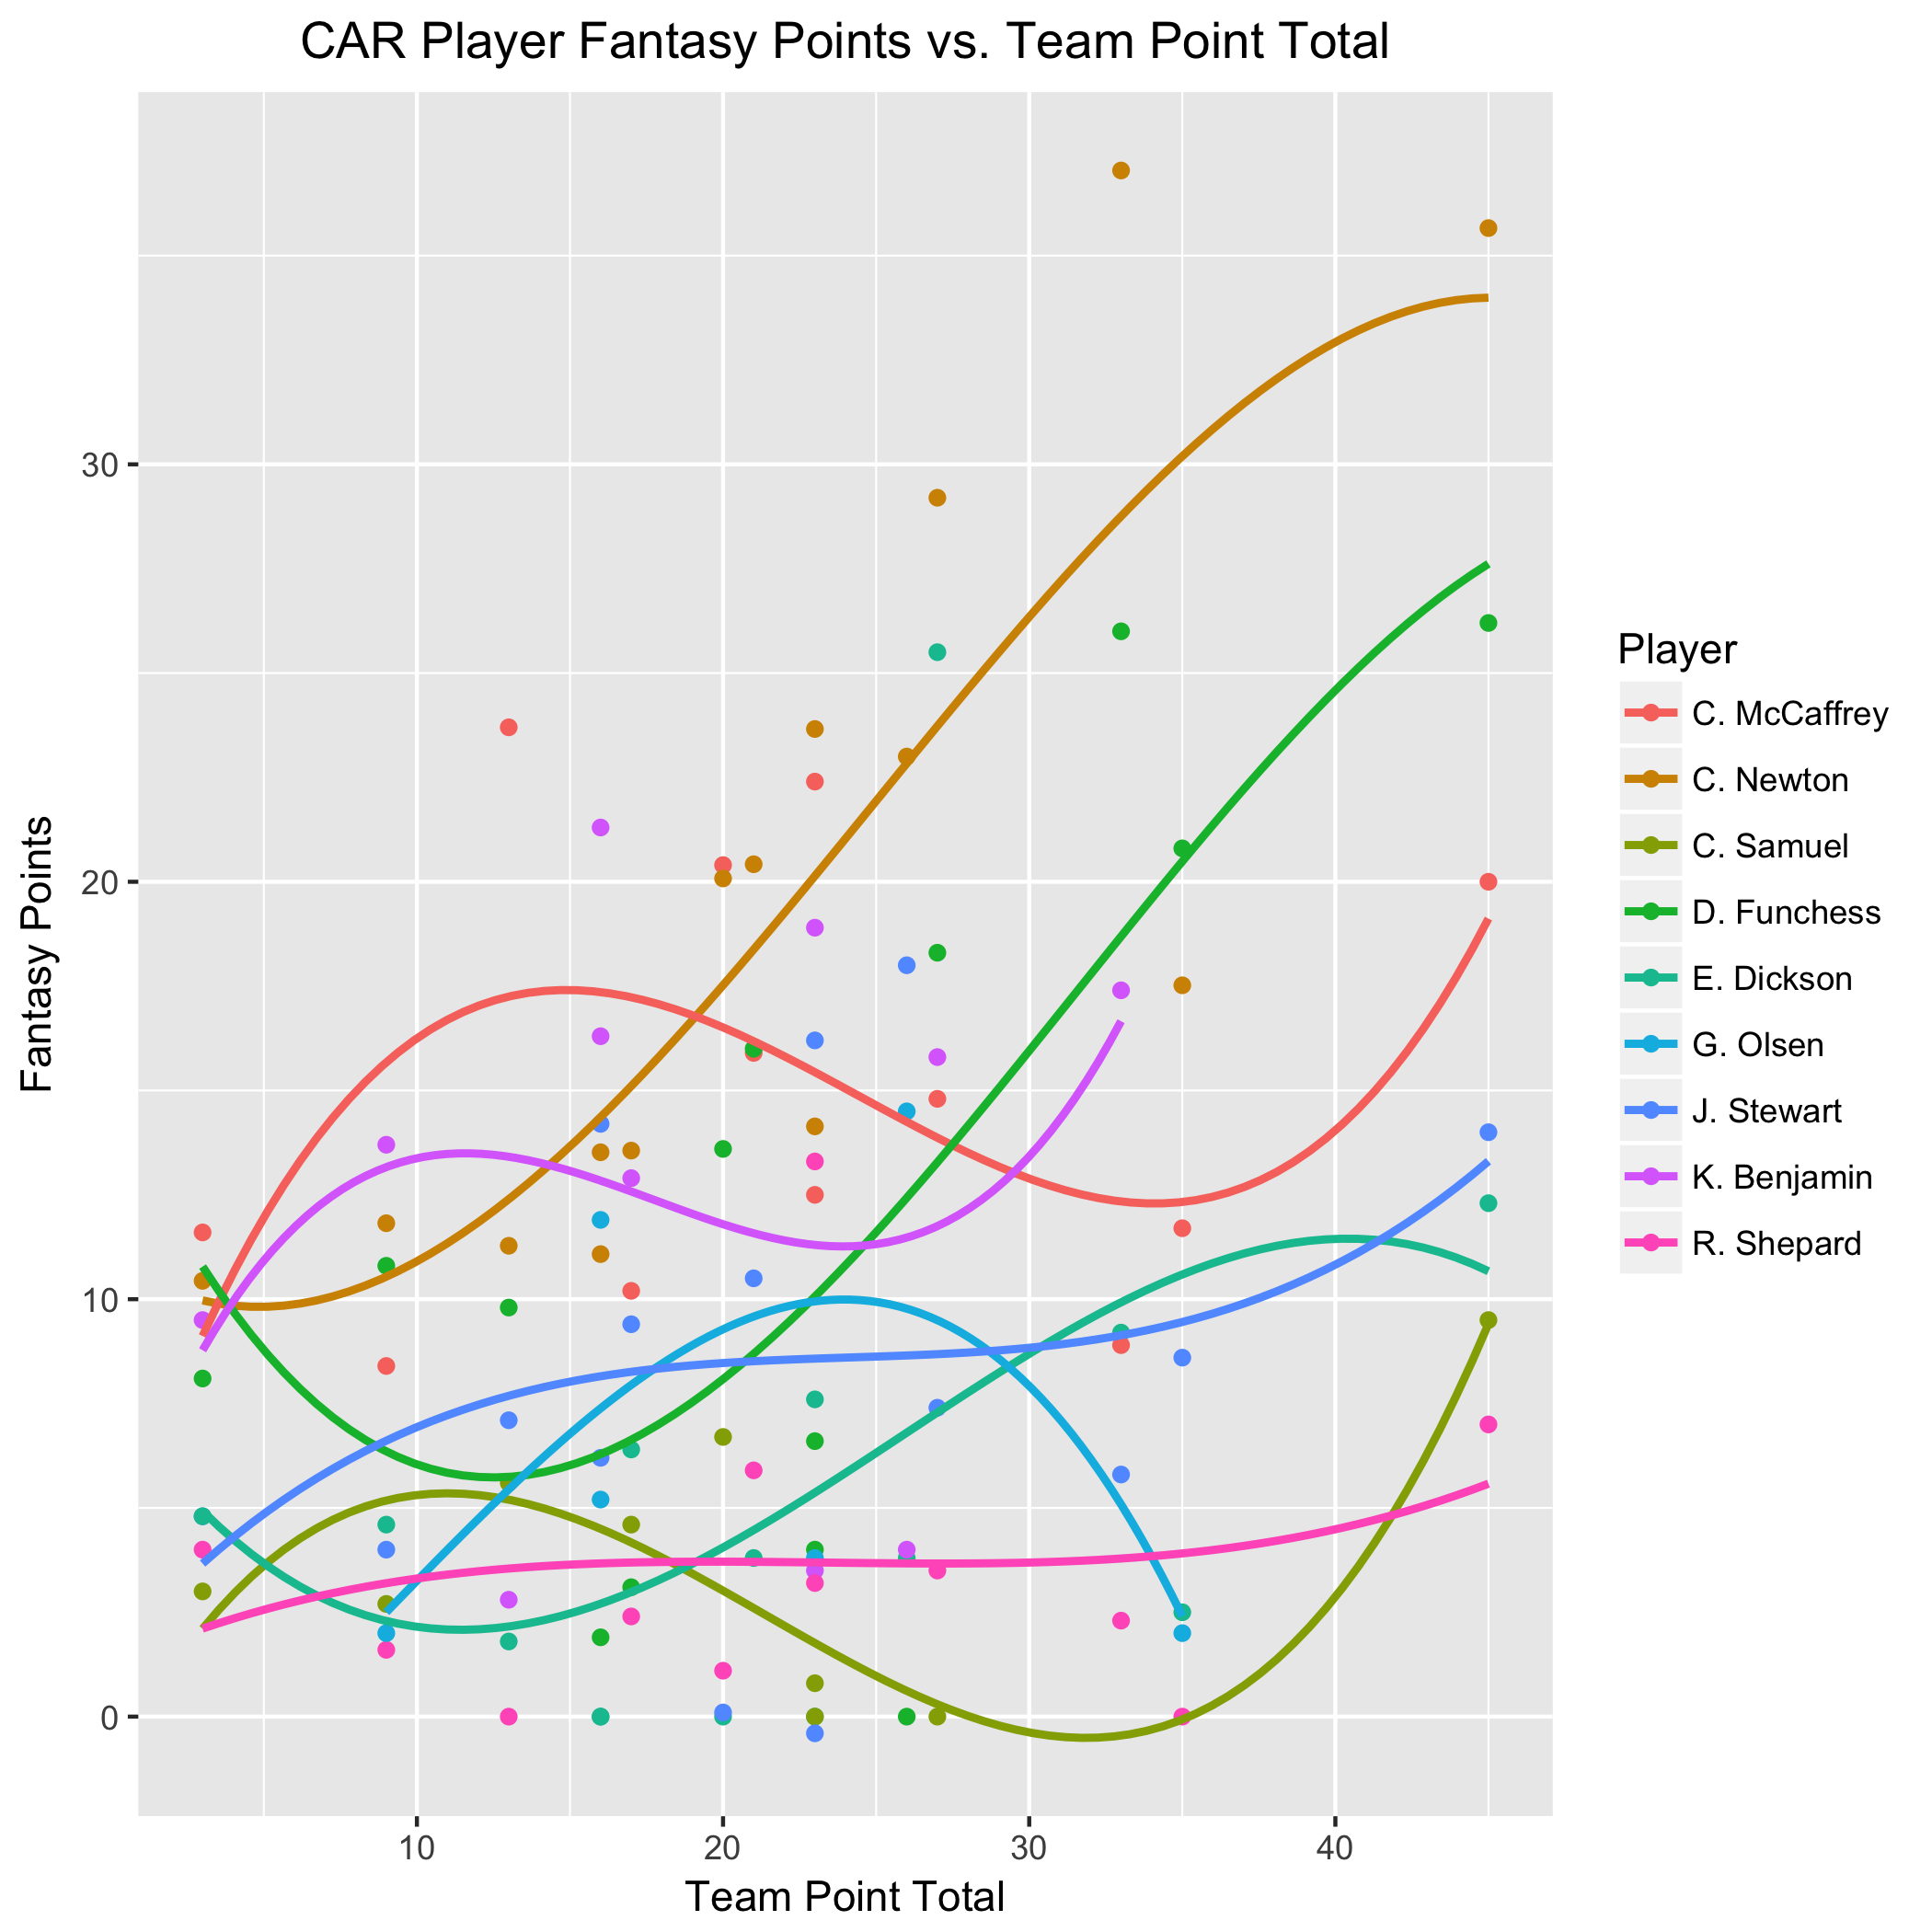 CAR Player Fantasy Points vs. Team Point Total
30
20
10
0
Fantasy Points
10 20 30 40
Team Point Total
Player
C. McCaffrey
C. Newton
C. Samuel
D. Funchess
E. Dickson
G. Olsen
J. Stewart
K. Benjamin
R. Shepard